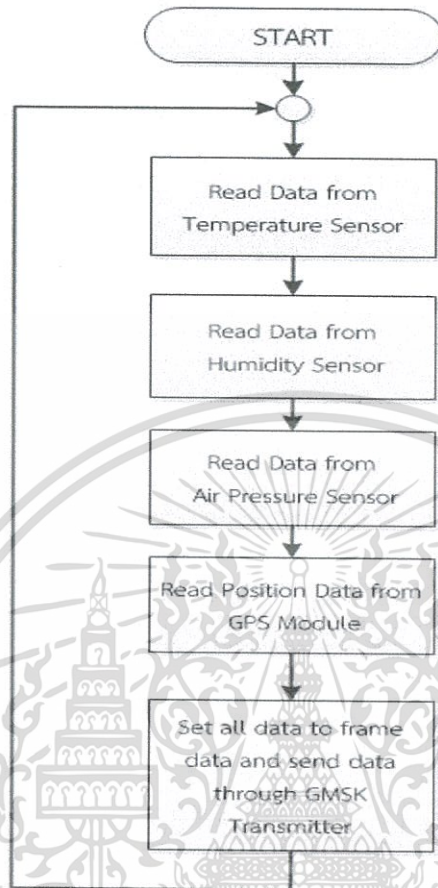 START
Read Data from
Temperature Sensor
Read Data from
Humidity Sensor
Read Data from
Air Pressure Sensor
Read Position Data from
GPS Module
Set all data to frame
data and send data
through GMSK
Transmitter